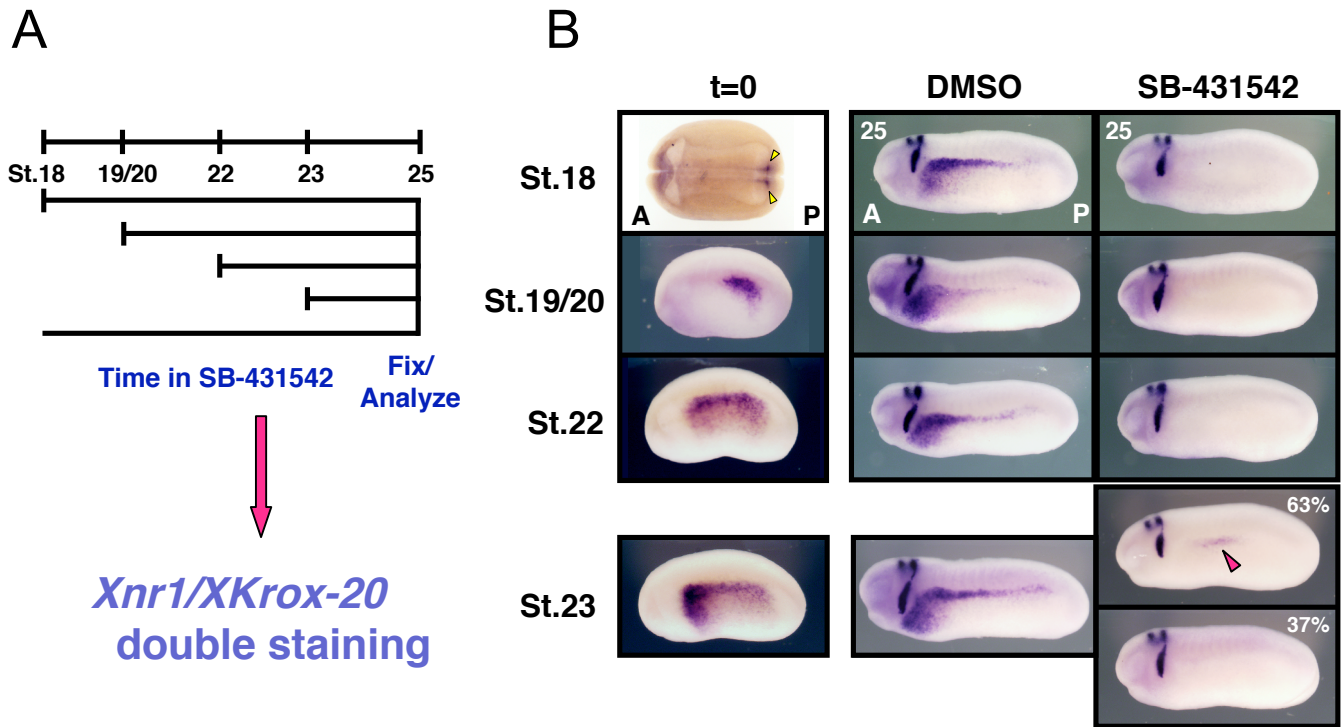 A
St.18 19/20 22 23 25
Time in SB-431542
Fix/
Analyze
Xnr1/XKrox-20
double staining
B
t=0 DMSO SB-431542
St.18
A P
25
A P
25
St.19/20
St.22
St.23
63%
37%